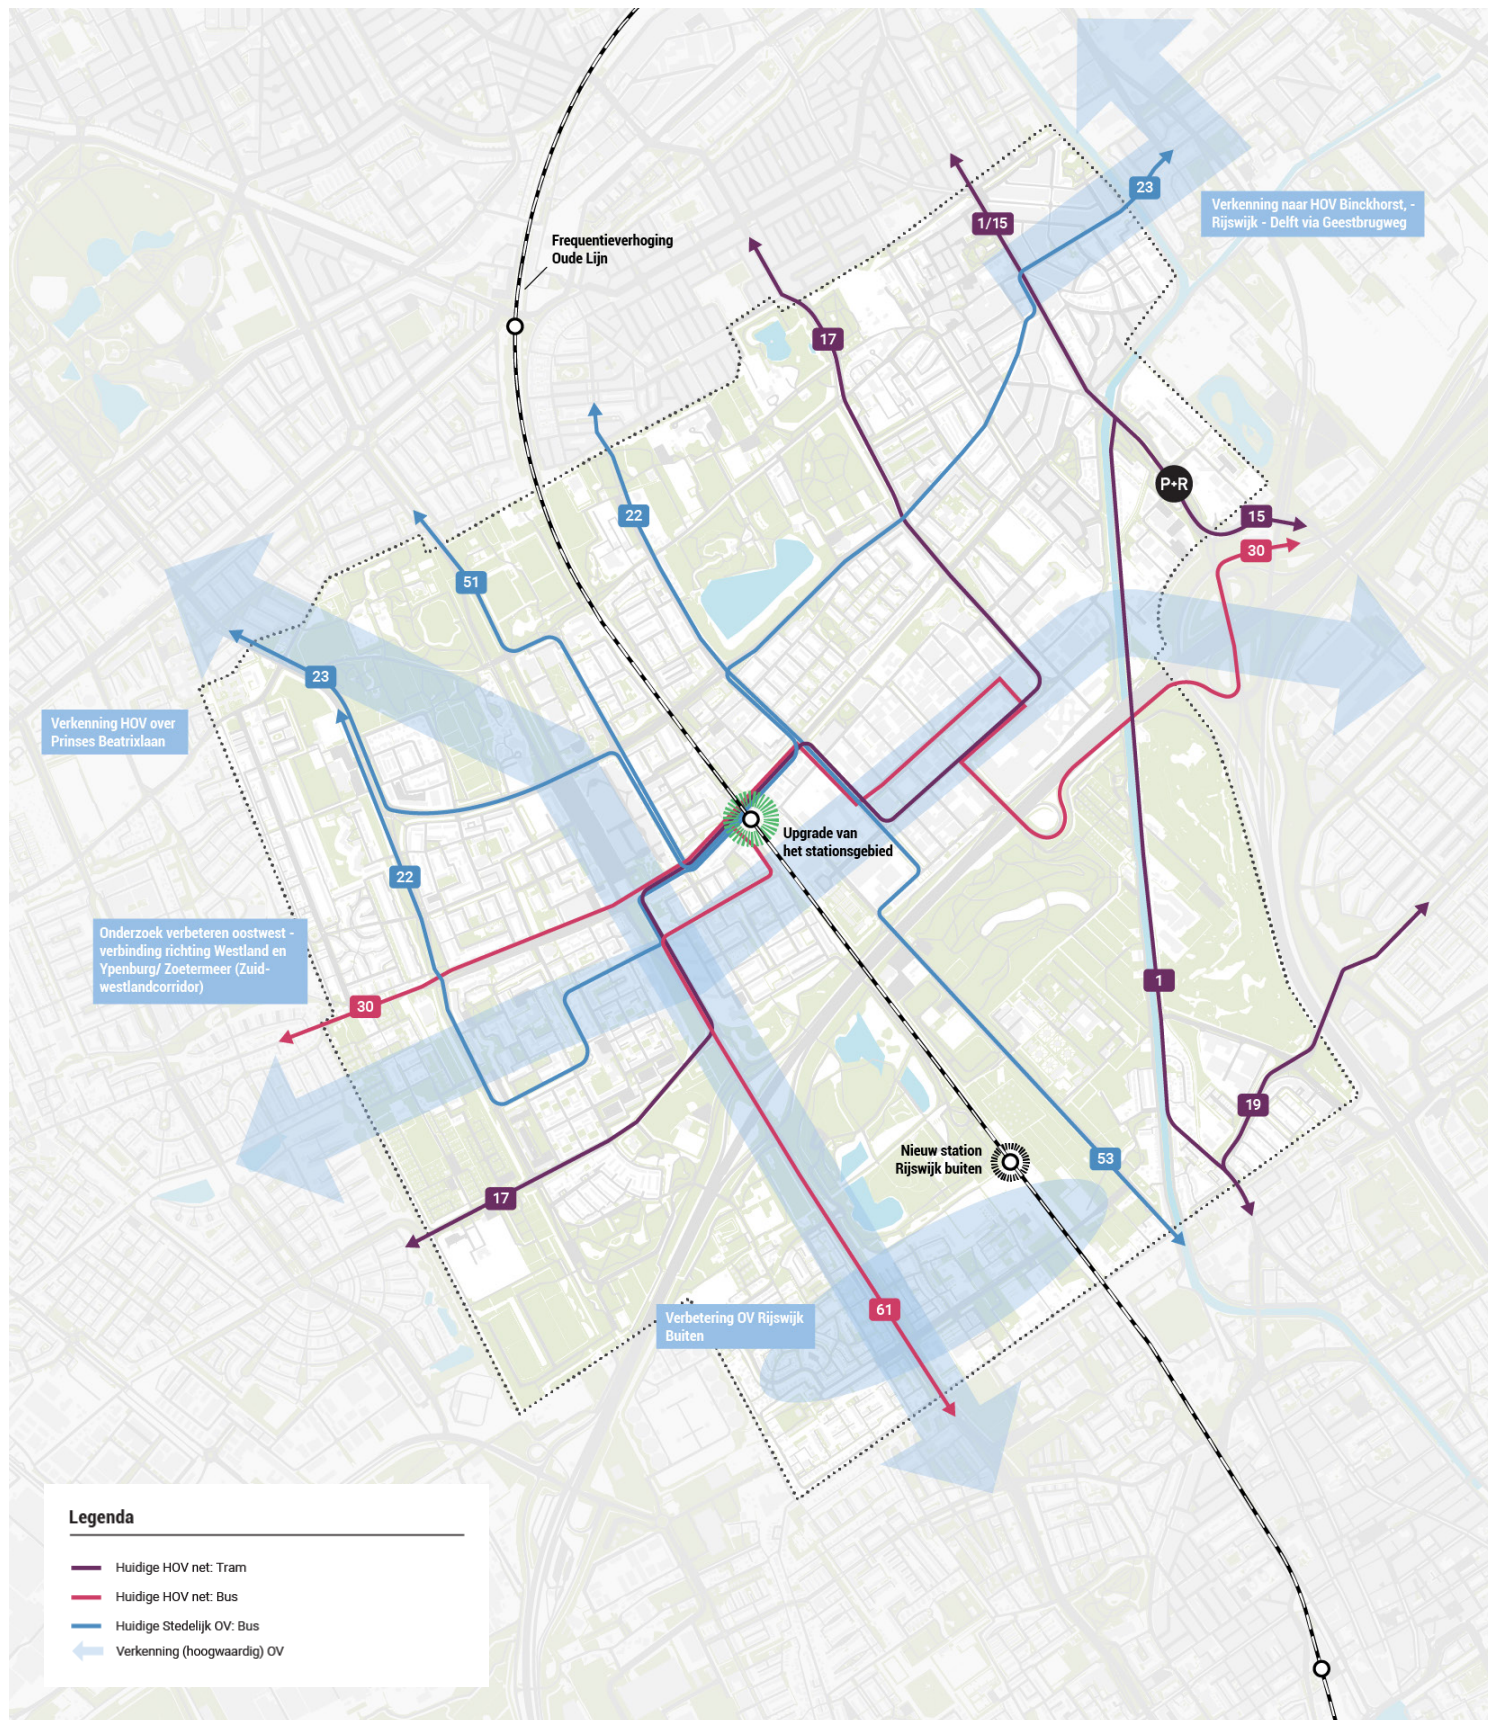 23
Verkenning naar HOV Binckhorst, -
Rijswijk - Delft via Geestbrugweg
1/15
Frequentieverhoging
Oude Lijn
17
P+R
15
22
30
51
23
Verkenning HOV over
Prinses Beatrixlaan
Upgrade van
het stationsgebied
22
Onderzoek verbeteren oostwest -
verbinding richting Westland en
Ypenburg/ Zoetermeer (Zuid-
westlandcorridor)
30
1
19
Nieuw station
Rijswijk buiten
53
17
61
Verbetering OV Rijswijk
Buiten
Legenda
Huidige HOV net: Tram
Huidige HOV net: Bus
Huidige Stedelijk OV: Bus
Verkenning (hoogwaardig) OV